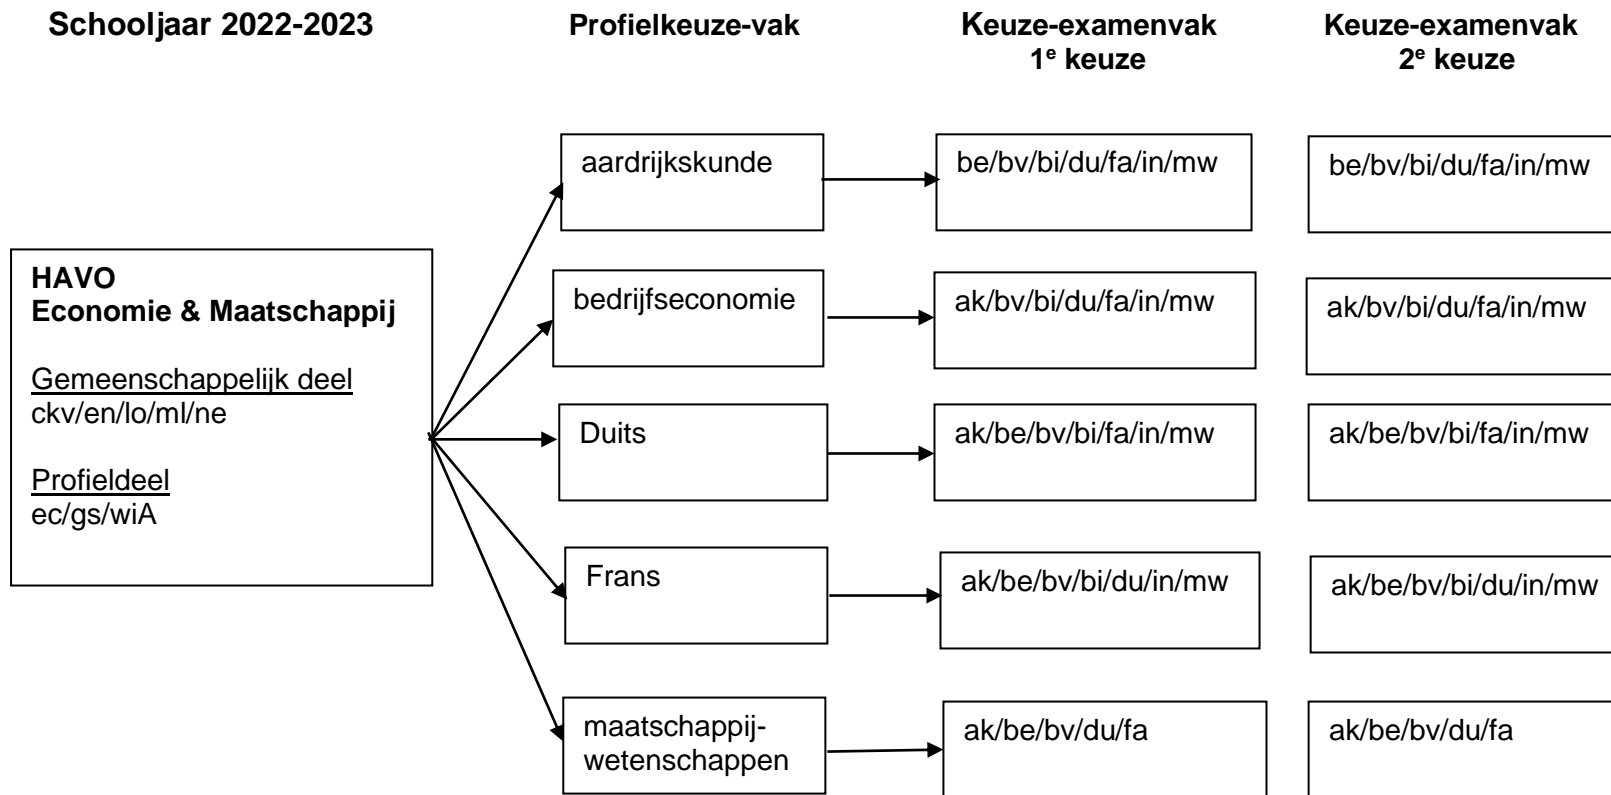 Schooljaar 2022-2023
Profielkeuze-vak
Keuze-examenvak
1e keuze
Keuze-examenvak
2e keuze
HAVO
Economie & Maatschappij
Gemeenschappelijk deel
ckv/en/lo/ml/ne
Profieldeel
ec/gs/wiA
aardrijkskunde
be/bv/bi/du/fa/in/mw
be/bv/bi/du/fa/in/mw
bedrijfseconomie
ak/bv/bi/du/fa/in/mw
ak/bv/bi/du/fa/in/mw
Duits
ak/be/bv/bi/fa/in/mw
ak/be/bv/bi/fa/in/mw
Frans
ak/be/bv/bi/du/in/mw
ak/be/bv/bi/du/in/mw
maatschappij-
wetenschappen
ak/be/bv/du/fa
ak/be/bv/du/fa